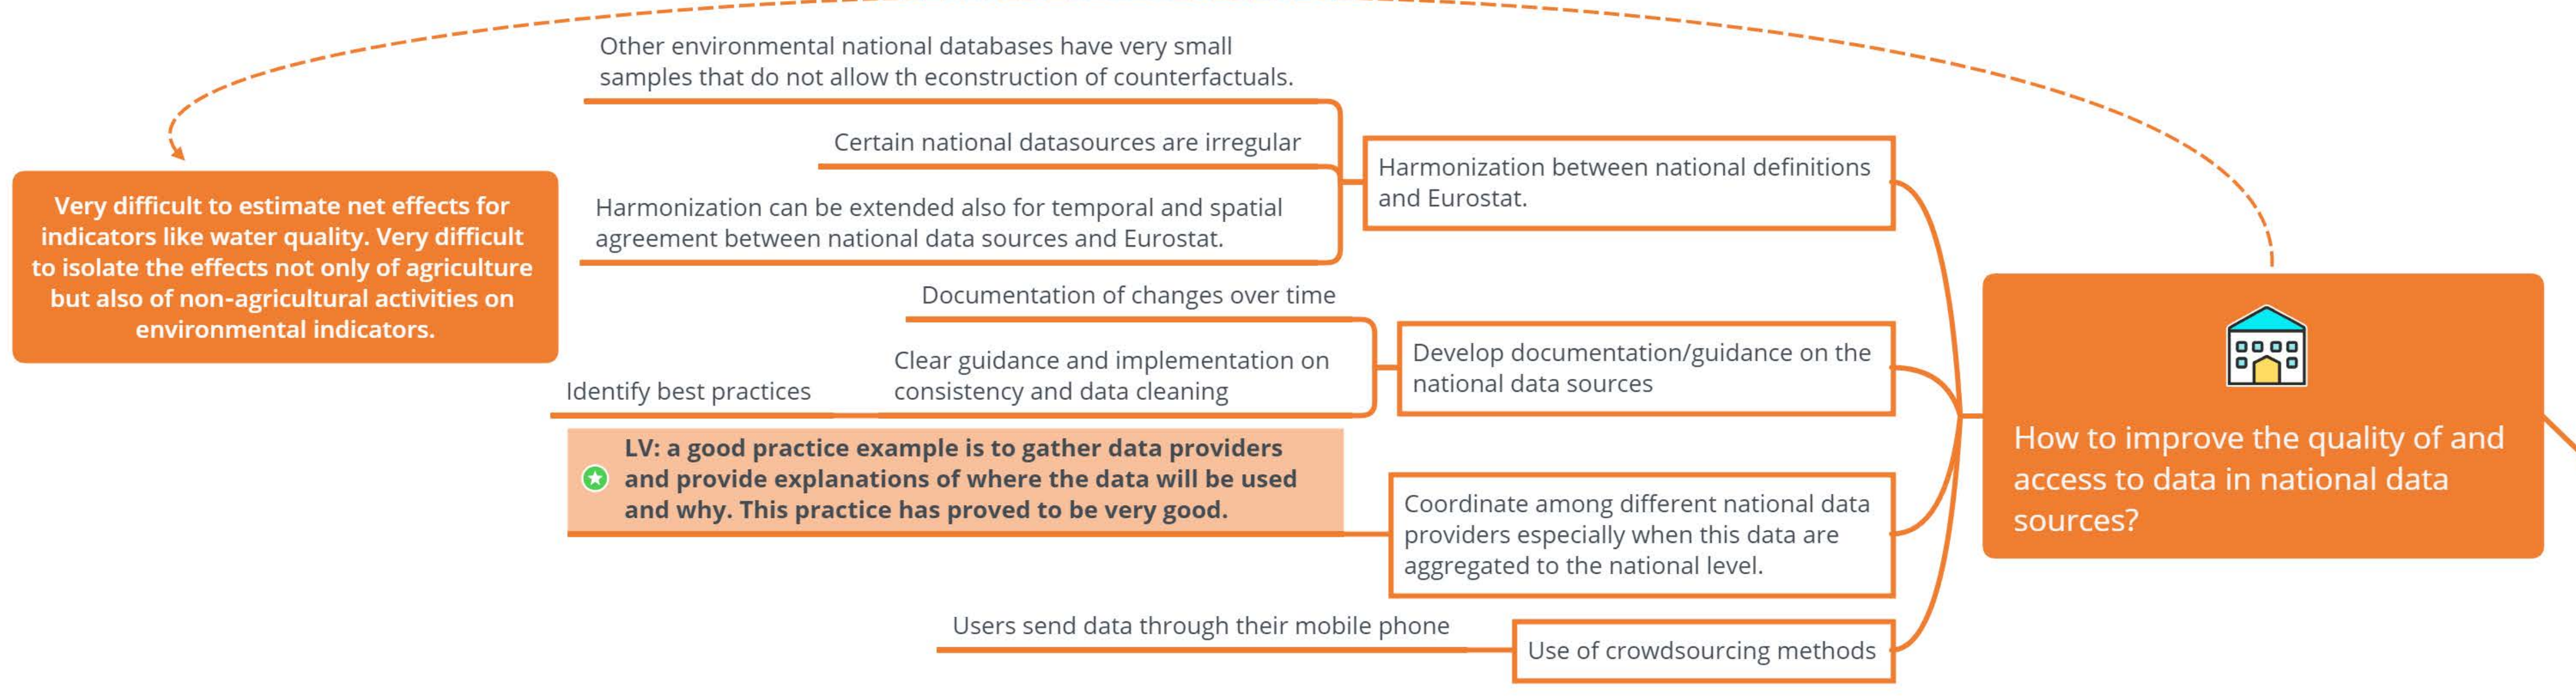 Other environmental national databases have very small
samples that do not allow th econstruction of counterfactuals.
Certain national datasources are irregular
Harmonization can be extended also for temporal and spatial
agreement between national data sources and Eurostat.
Harmonization between national definitions
and Eurostat.
Very difficult to estimate net effects for
indicators like water quality. Very difficult
to isolate the effects not only of agriculture
but also of non-agricultural activities on
environmental indicators.
Documentation of changes over time
Clear guidance and implementation on
consistency and data cleaning
Identify best practices
Develop documentation/guidance on the
national data sources
LV: a good practice example is to gather data providers
and provide explanations of where the data will be used
and why. This practice has proved to be very good.
Coordinate among different national data
providers especially when this data are
aggregated to the national level.
Users send data through their mobile phone
Use of crowdsourcing methods
How to improve the quality of and
access to data in national data
sources?